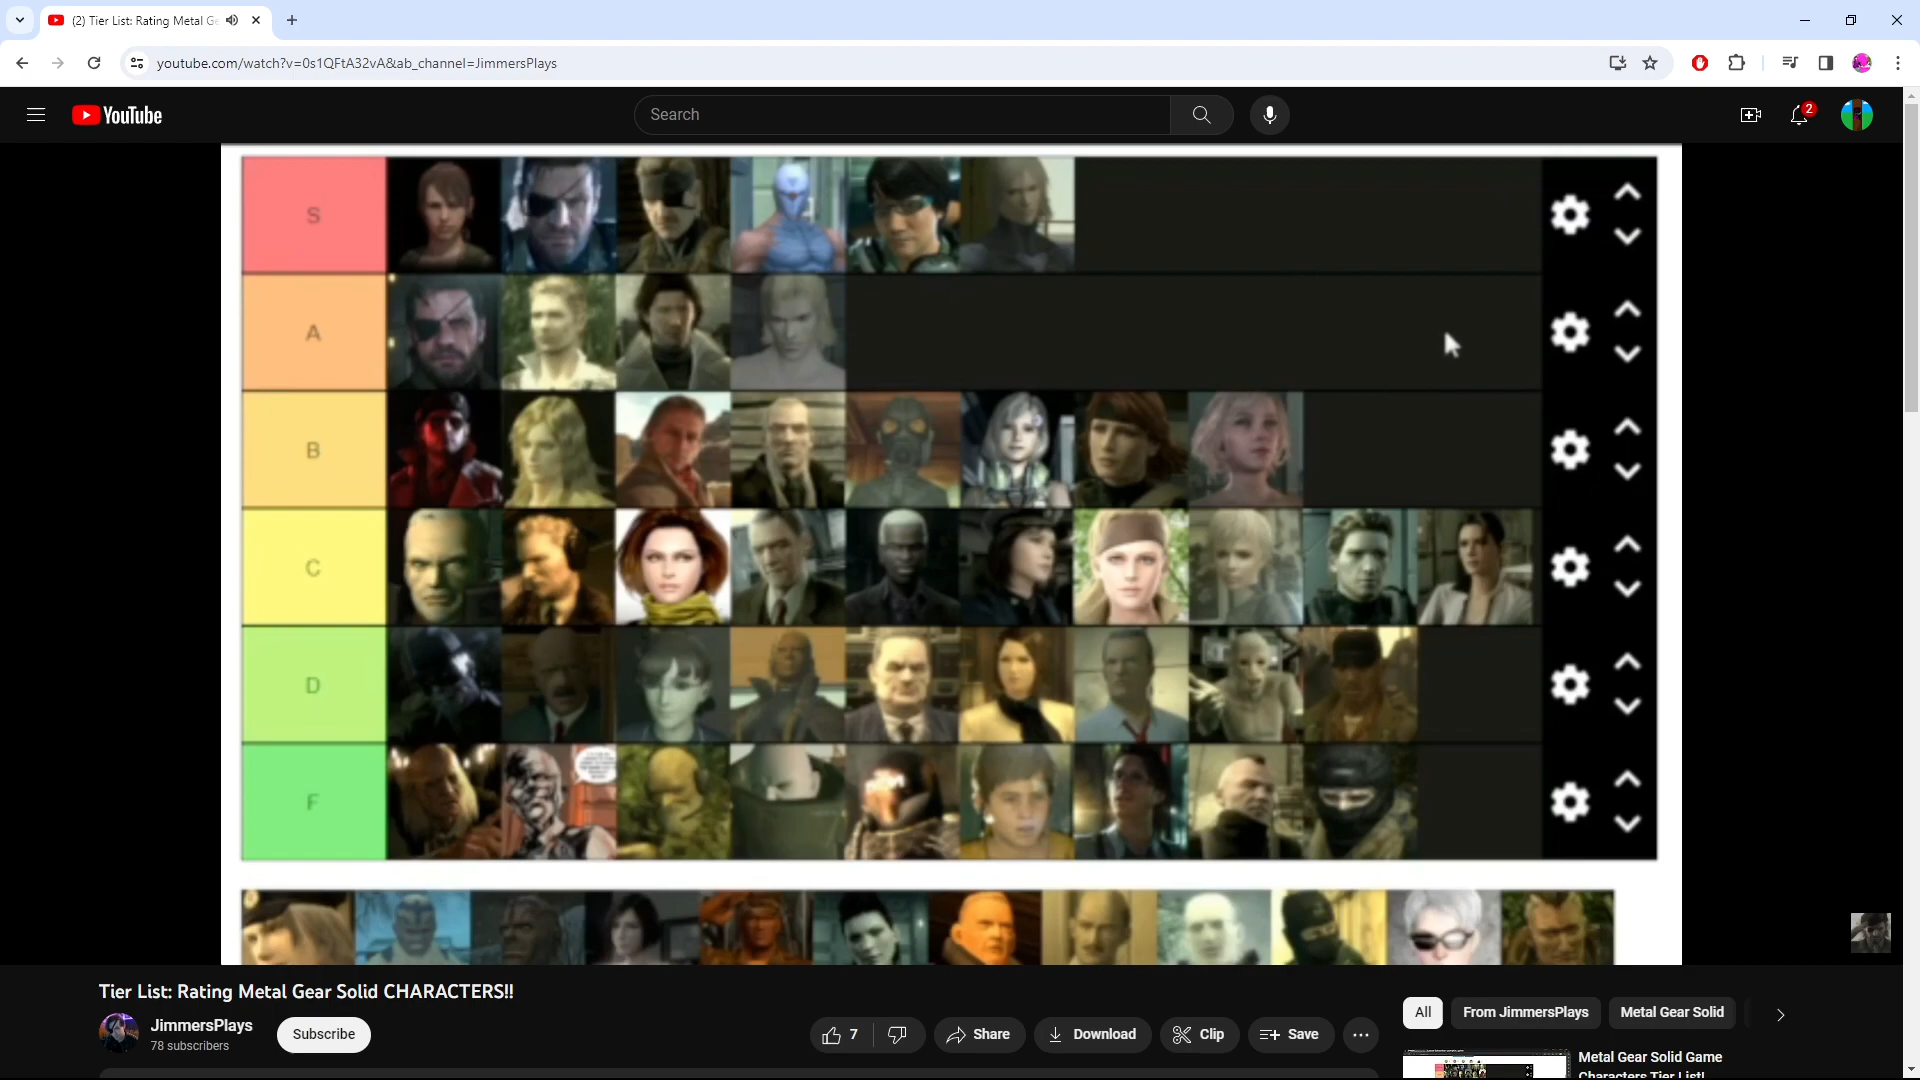 (2) Tier List: Rating Metal Ge
youtube.com/watch?v=0s1QFtA32vA&ab_channel=JimmersPlays
YouTube
Search
2
S
A
B
C
D
F
Tier List: Rating Metal Gear Solid CHARACTERS!!
JimmersPlays
78 subscribers
Subscribe
7
Share
Download
Clip
Save
All
From JimmersPlays
Metal Gear Solid
Metal Gear Solid Game
Characters Tier List!